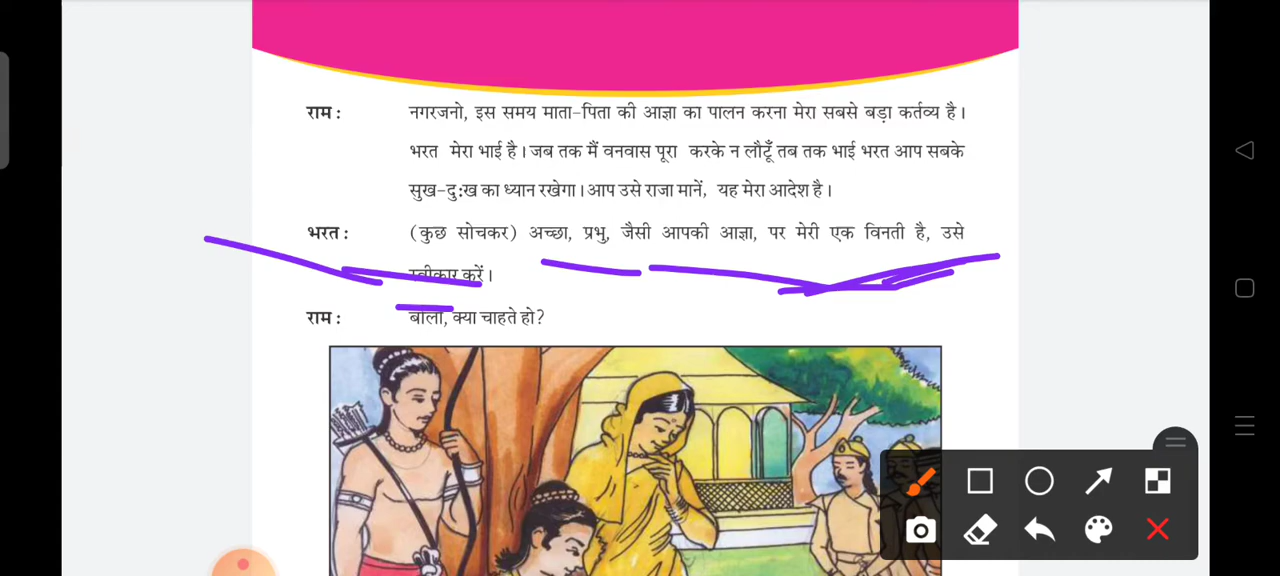 राम : नगरजनो, इस समय माता-पिता की आज्ञा का पालन करना मेरा सबसे बड़ा कर्तव्य है।
भरत मेरा भाई है। जब तक मैं वनवास पूरा करके न लौटूँ तब तक भाई भरत आप सबके
सुख-दुःख का ध्यान रखेगा। आप उसे राजा मानें, यह मेरा आदेश है।
भरत : (कुछ सोचकर) अच्छा, प्रभु, जैसी आपकी आज्ञा, पर मेरी एक विनती है, उसे
स्वीकार करें।
राम : बोलो, क्या चाहते हो?